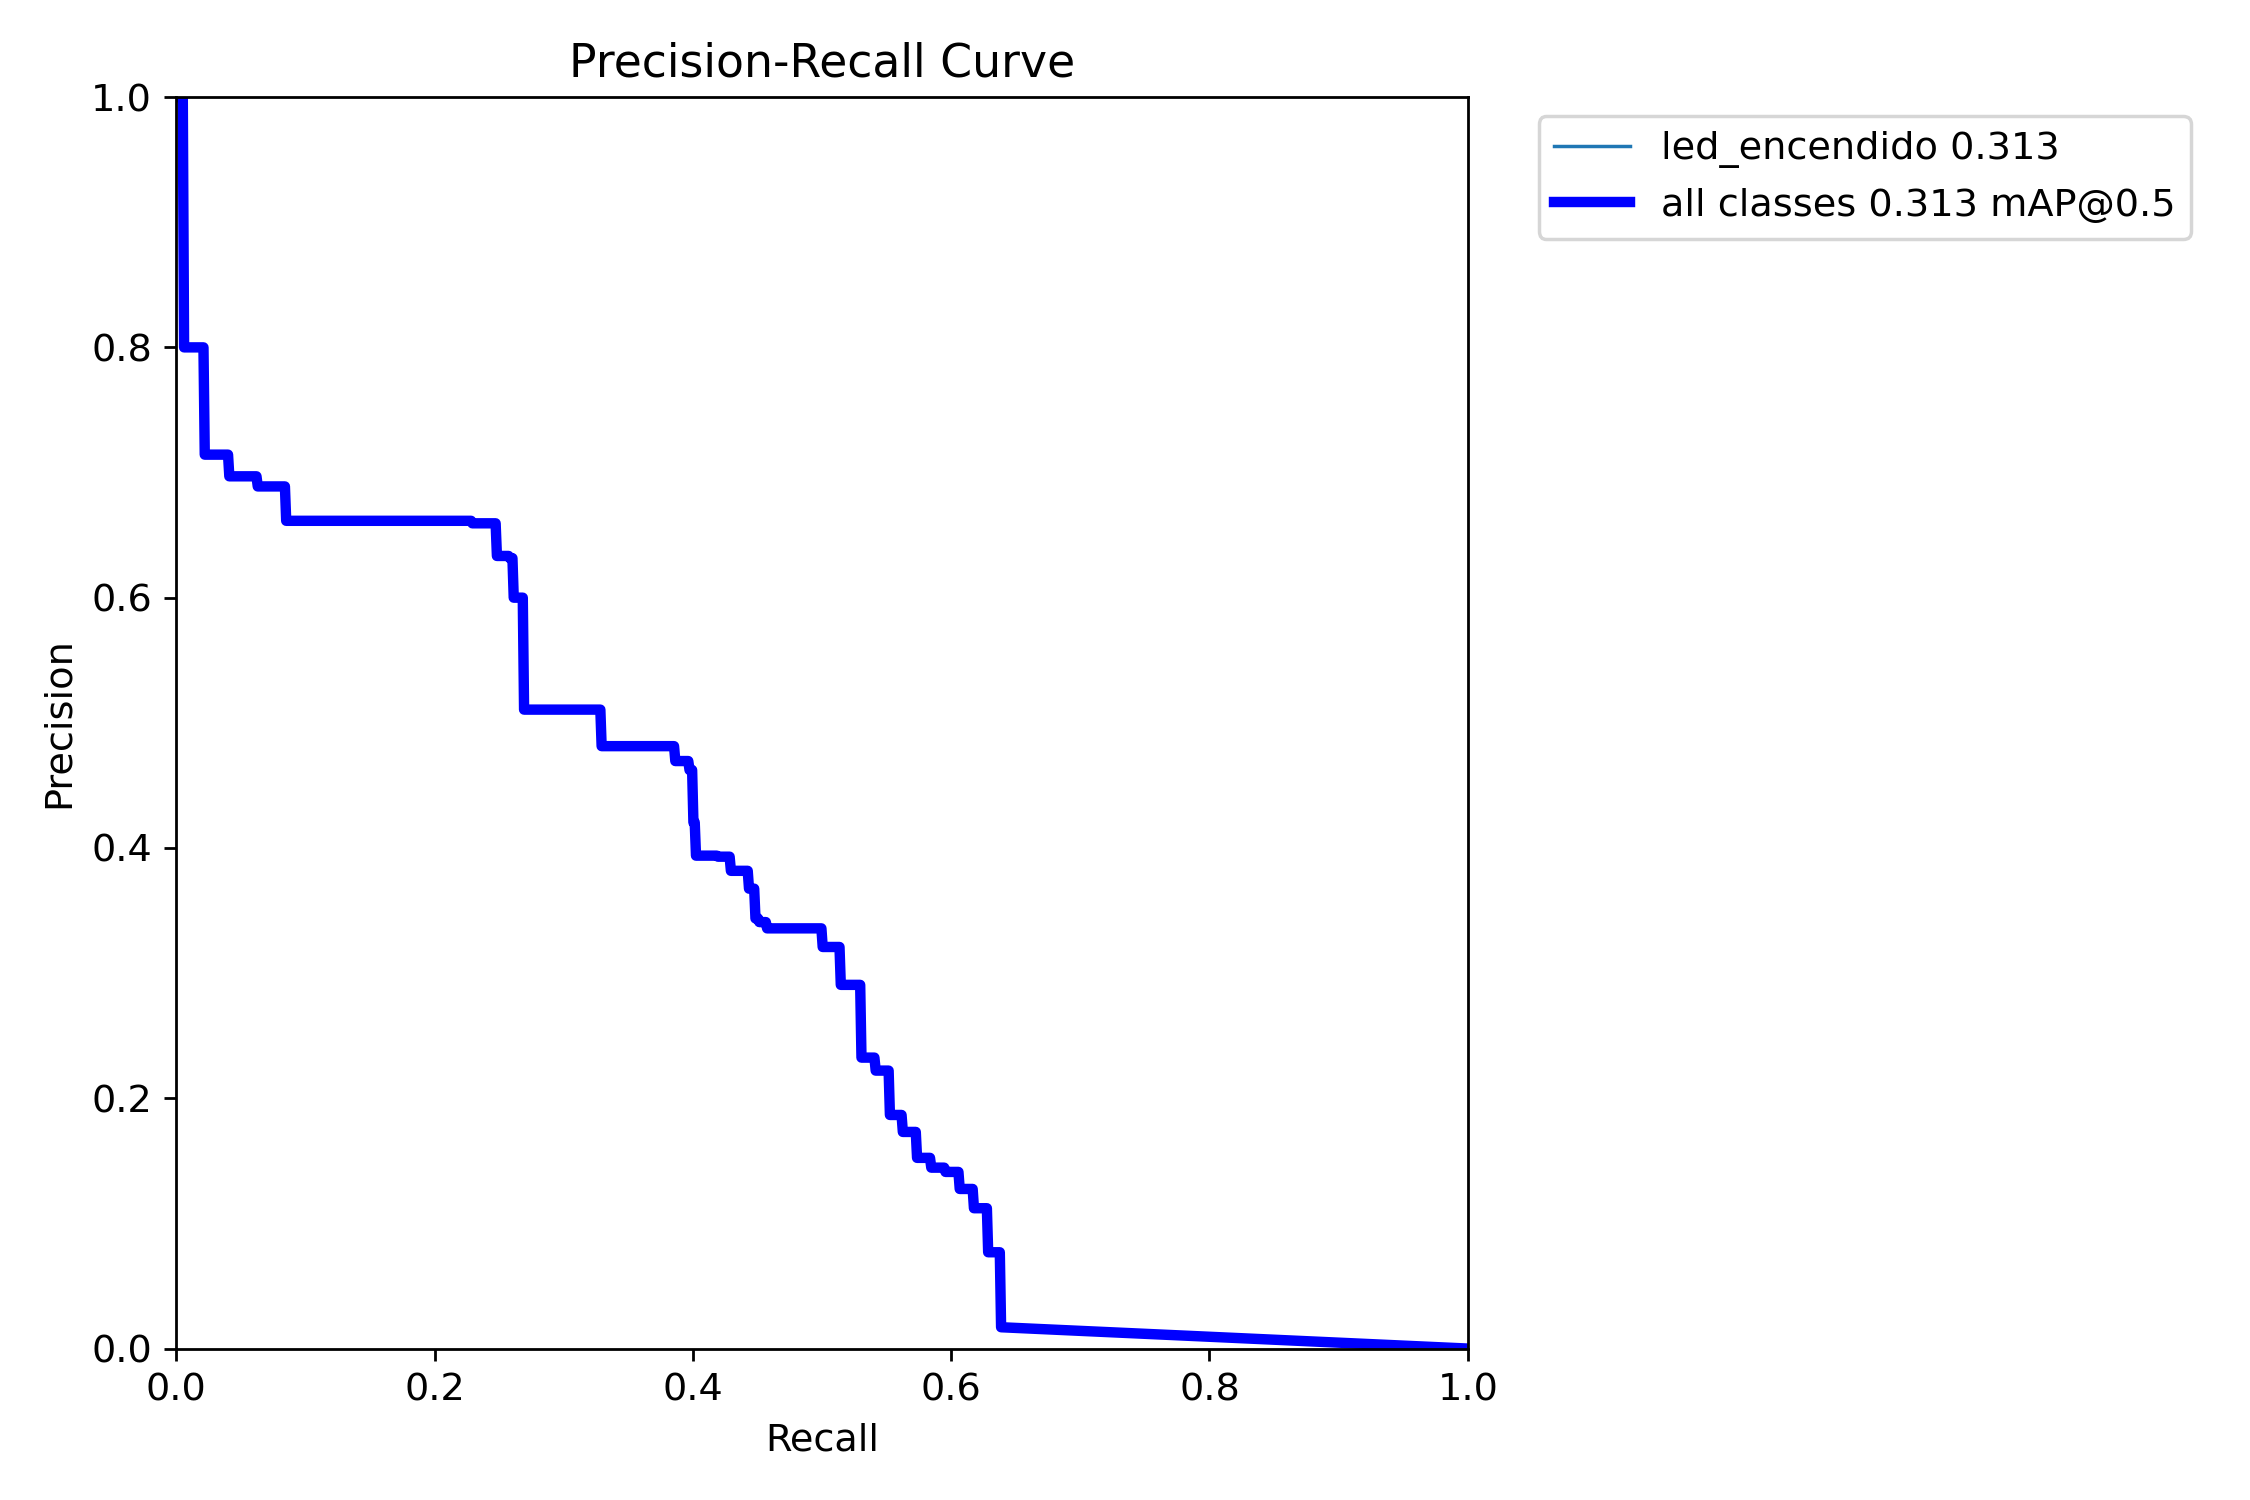 Precision-Recall Curve
1.0
0.8
0.6
0.4
0.2
0.0
Precision
0.0 0.2 0.4 0.6 0.8 1.0
Recall
led_encendido 0.313
all classes 0.313 mAP@0.5